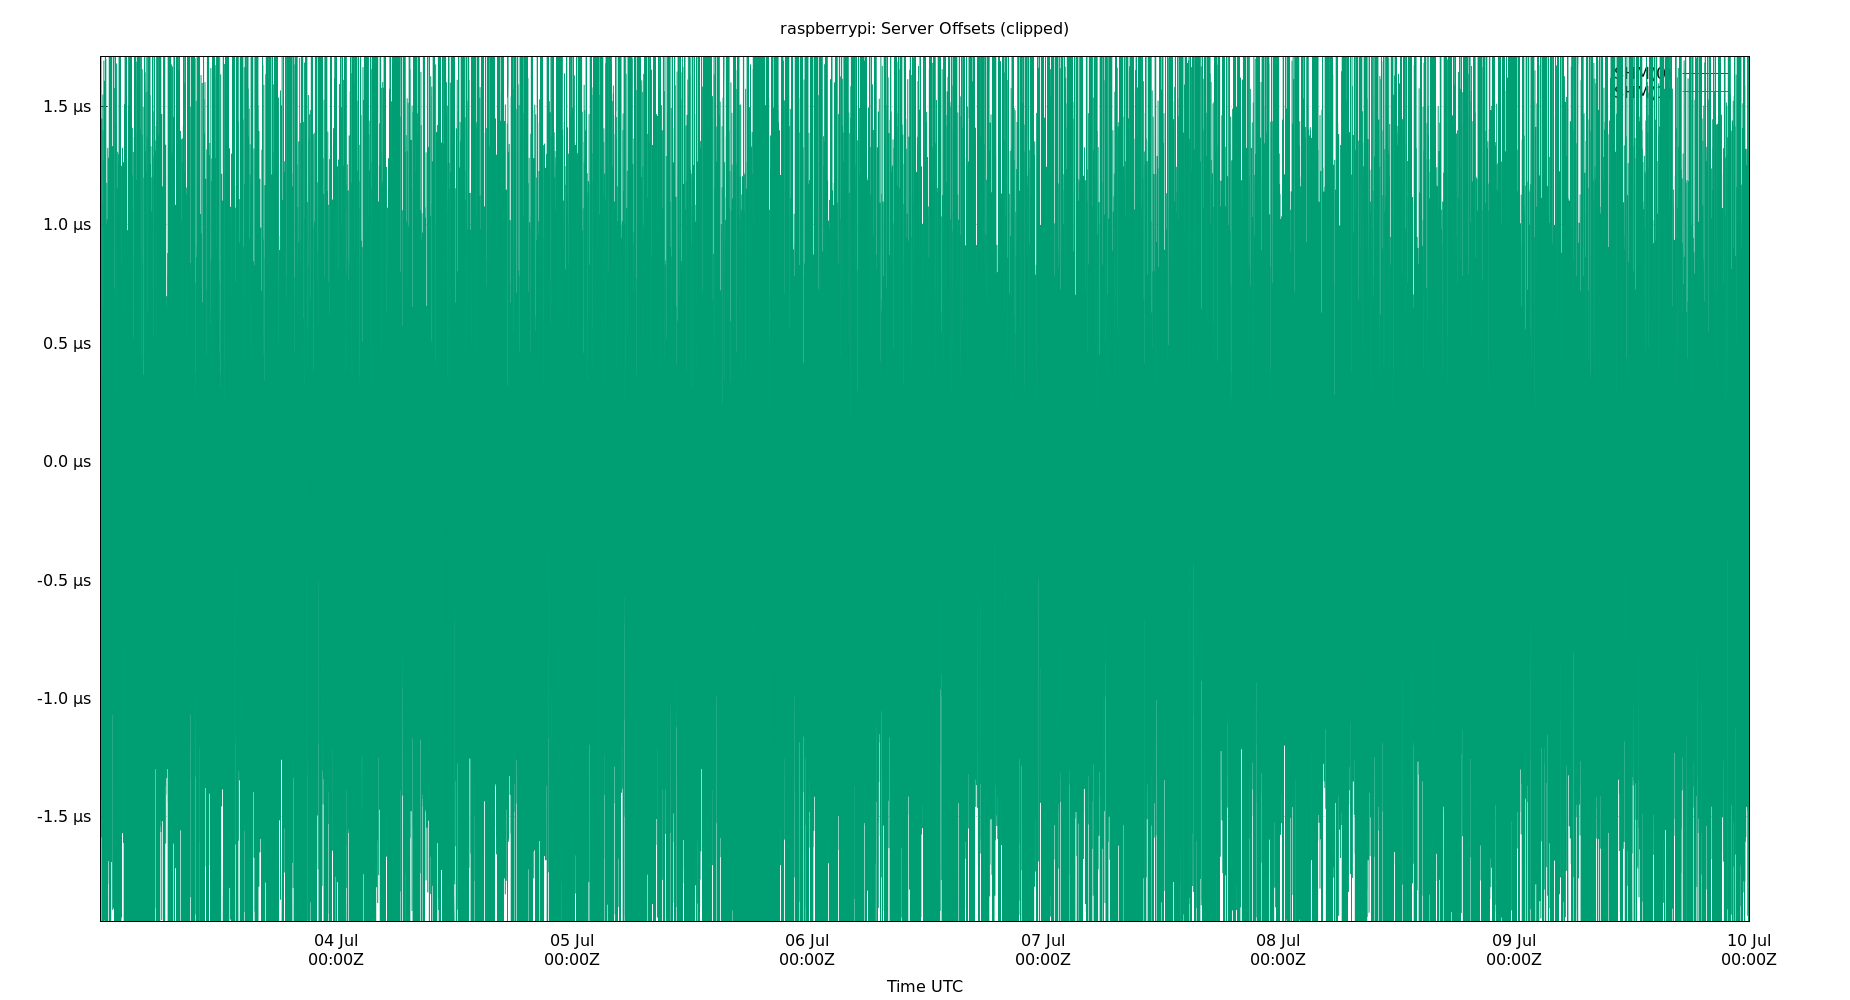 raspberrypi: Server Offsets (clipped)
1.5 µs
1.0 µs
0.5 µs
0.0 µs
-0.5 µs
-1.0 µs
-1.5 µs
04 Jul 05 Jul 06 Jul 07 Jul 08 Jul 09 Jul 10 Jul
00:00Z 00:00Z 00:00Z 00:00Z 00:00Z 00:00Z 00:00Z
Time UTC